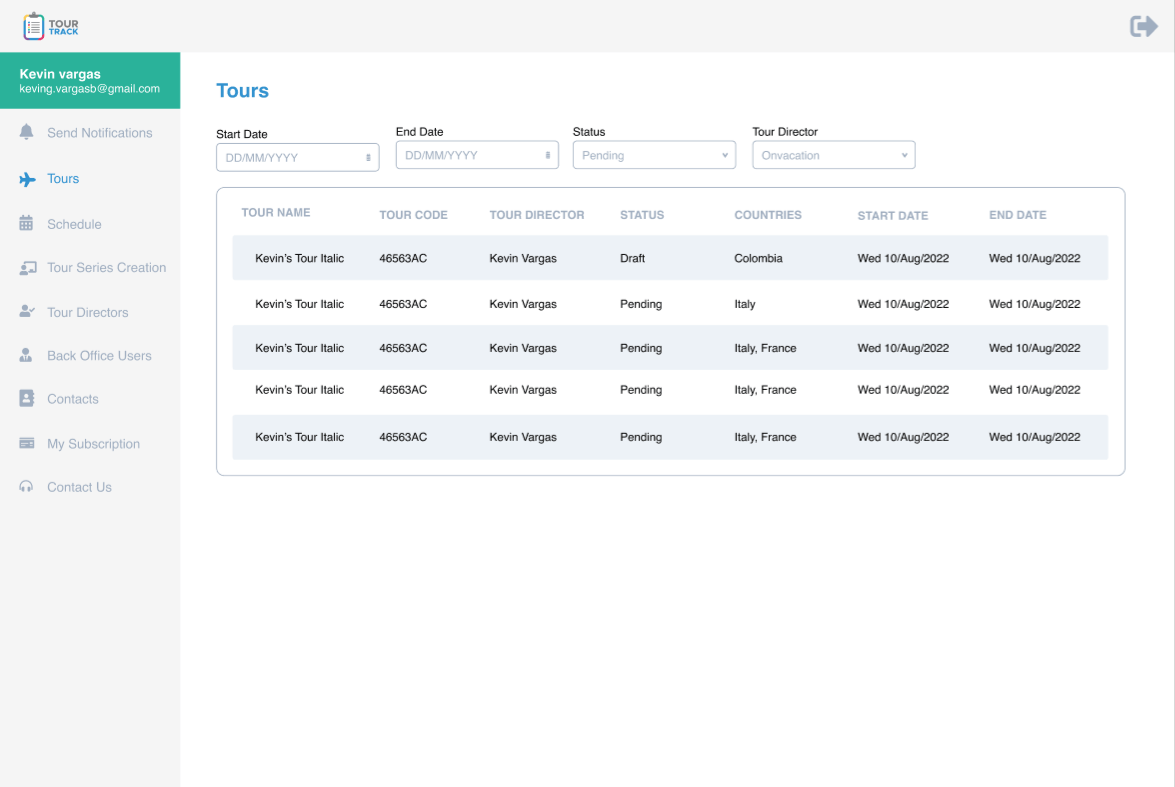 TOUR
TRACK
Kevin vargas
keving.vargasb@gmail.com
Send Notifications
Tours
Schedule
Tour Series Creation
Tour Directors
Back Office Users
Contacts
My Subscription
Contact Us
Tours
Start Date End Date Status Tour Director
DD/MM/YYYY DD/MM/YYYY Pending Onvacation
TOUR NAME TOUR CODE TOUR DIRECTOR STATUS COUNTRIES START DATE END DATE
Kevin's Tour Italic 46563AC Kevin Vargas Draft Colombia Wed 10/Aug/2022 Wed 10/Aug/2022
Kevin's Tour Italic 46563AC Kevin Vargas Pending Italy Wed 10/Aug/2022 Wed 10/Aug/2022
Kevin's Tour Italic 46563AC Kevin Vargas Pending Italy, France Wed 10/Aug/2022 Wed 10/Aug/2022
Kevin's Tour Italic 46563AC Kevin Vargas Pending Italy, France Wed 10/Aug/2022 Wed 10/Aug/2022
Kevin's Tour Italic 46563AC Kevin Vargas Pending Italy, France Wed 10/Aug/2022 Wed 10/Aug/2022